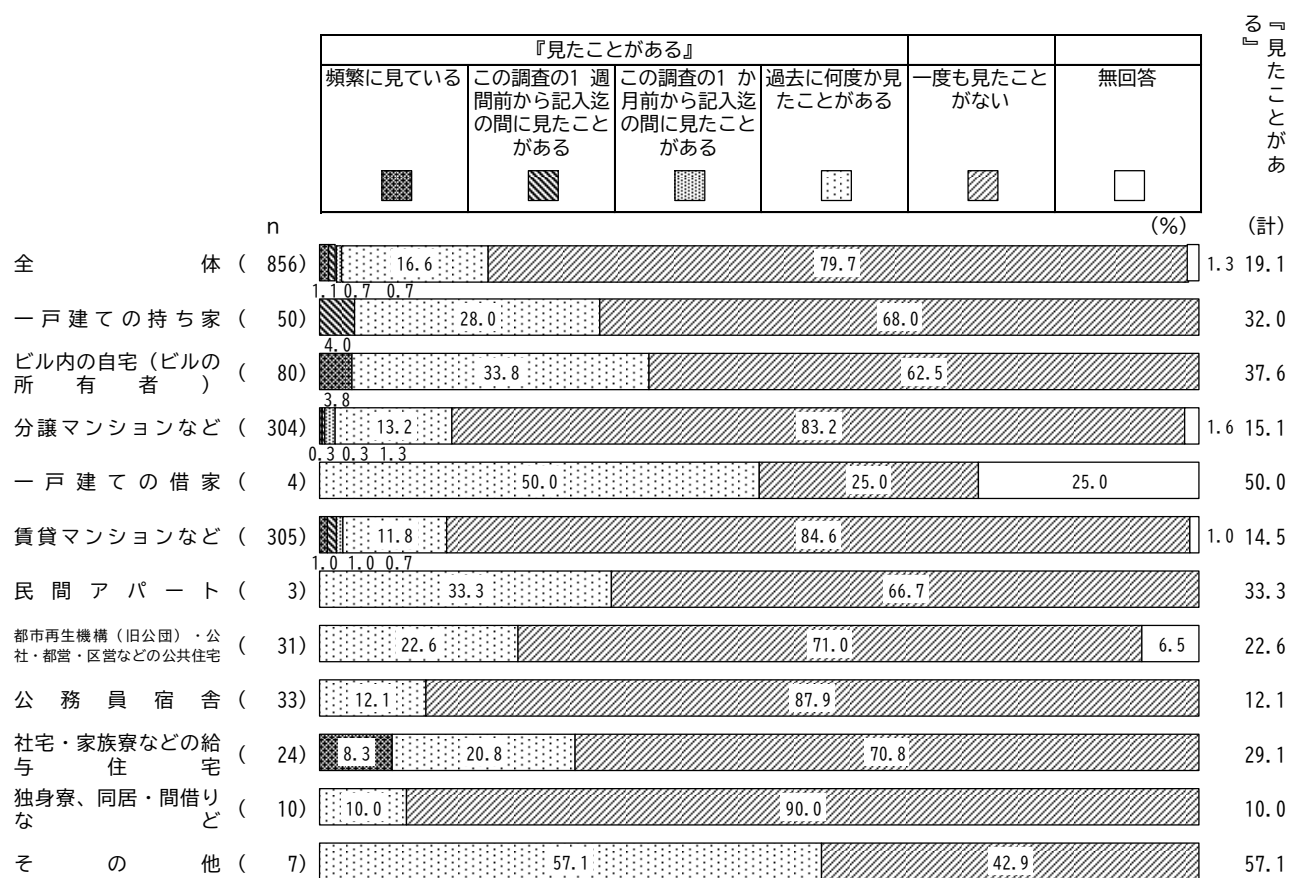 『見たことがある』
『見たことがある』
頻繁に見ている
この調査の1 週
間前から記入迄
の間に見たこと
がある
この調査の1 か
月前から記入迄
の間に見たこと
がある
過去に何度か見
たことがある
一度も見たこと
がない
無回答
n
(%)
(計)
全体 ( 856) 16.6 79.7 1.3 19.1
1.1 0.7 0.7
一戸建ての持ち家 ( 50) 28.0 68.0 32.0
4.0
ビル内の自宅（ビルの
所有者） ( 80) 33.8 62.5 37.6
3.8
分譲マンションなど ( 304) 13.2 83.2 1.6 15.1
0.3 0.3 1.3
一戸建ての借家 ( 4) 50.0 25.0 25.0 50.0
賃貸マンションなど ( 305) 11.8 84.6 1.0 14.5
1.0 1.0 0.7
民間アパート ( 3) 33.3 66.7 33.3
都市再生機構（旧公団）・公
社・都営・区営などの公共住宅 ( 31) 22.6 71.0 6.5 22.6
公務員宿舎 ( 33) 12.1 87.9 12.1
社宅・家族寮などの給
与住宅 ( 24) 8.3 20.8 70.8 29.1
独身寮、同居・間借り
など ( 10) 10.0 90.0 10.0
その他 ( 7) 57.1 42.9 57.1